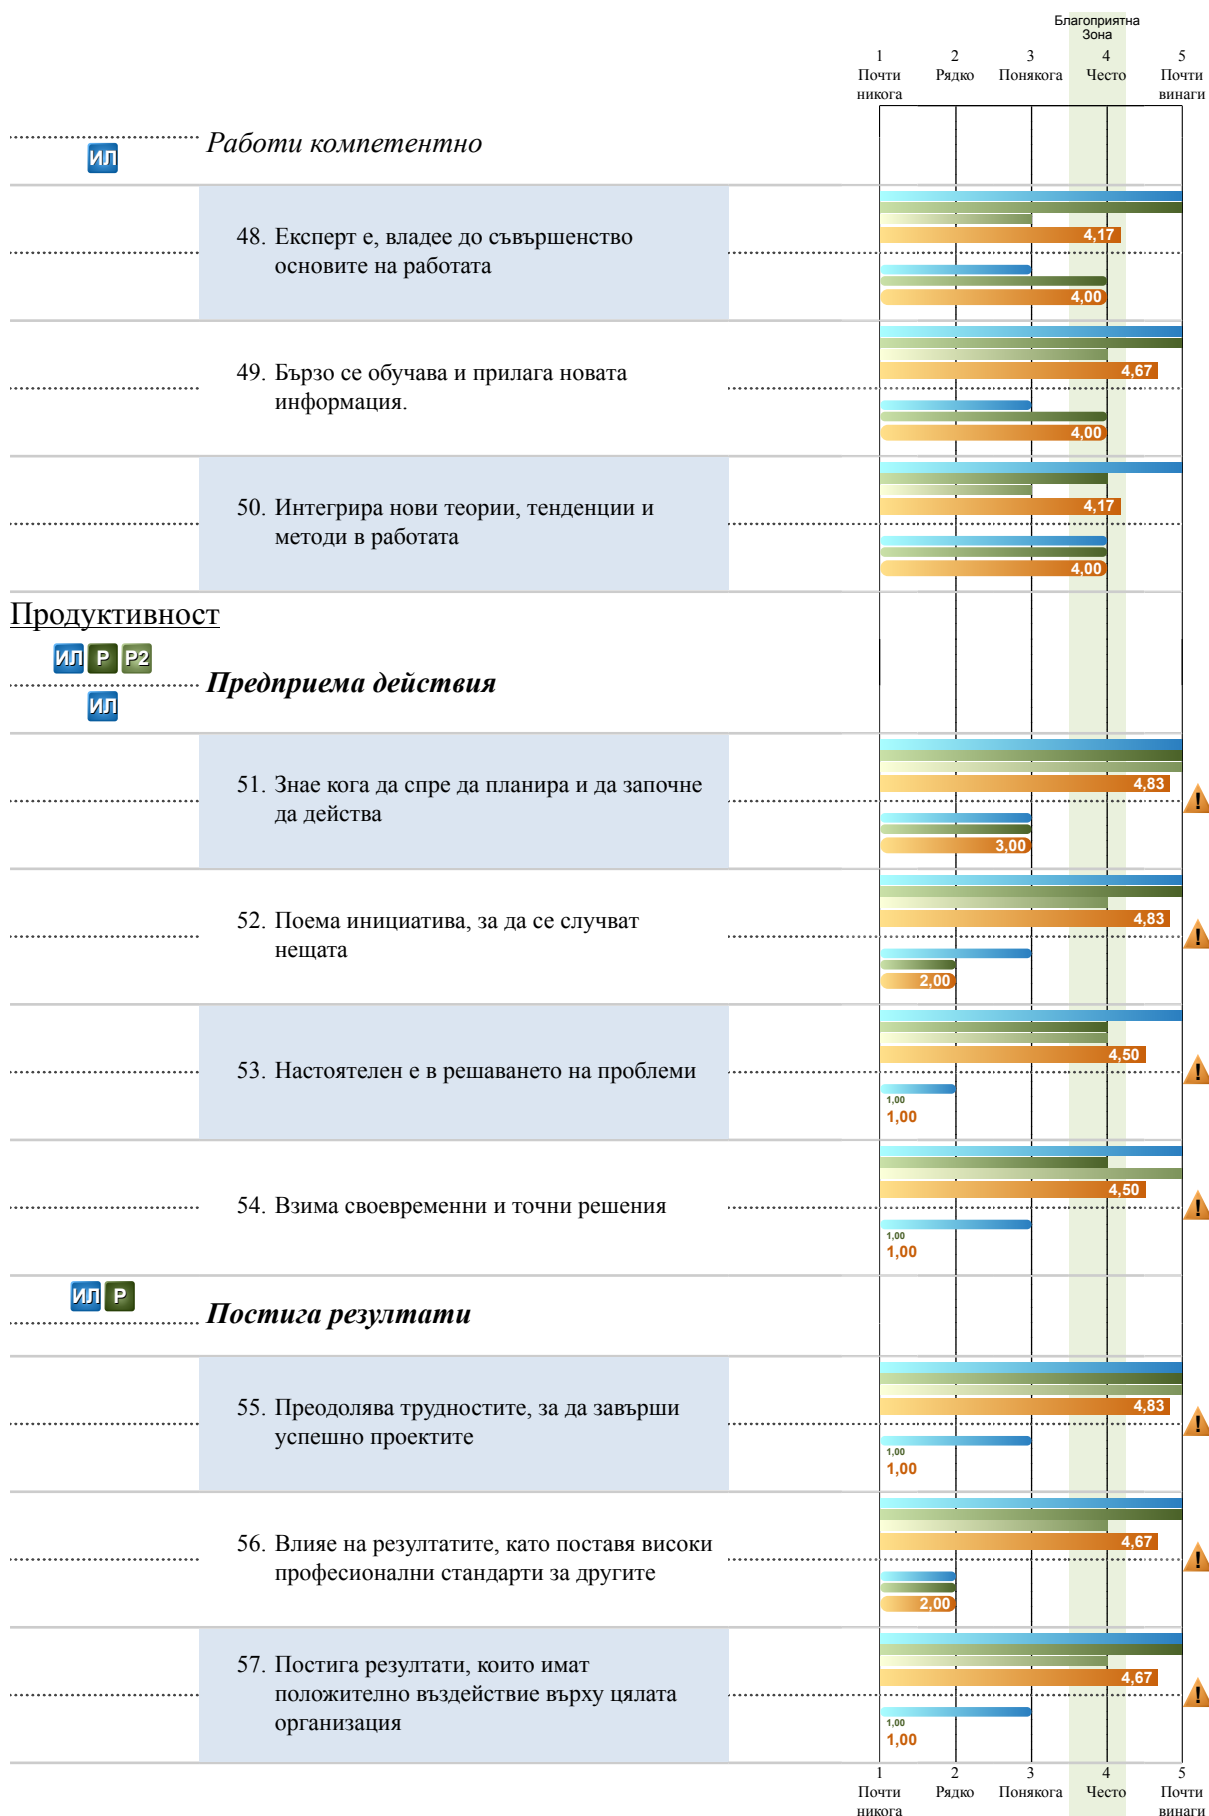 Благоприятна
Зона
1 2 3 4 5
Почти Рядко Понякога Често Почти
никога винаги
Работи компетентно
ИЛ
48. Експерт е, владее до съвършенство
основите на работата
4,17
4,00
49. Бързо се обучава и прилага новата
информация.
4,67
4,00
50. Интегрира нови теории, тенденции и
методи в работата
4,17
4,00
Продуктивност
ИЛ Р Р2
Предприема действия
ИЛ
51. Знае кога да спре да планира и да започне
да действа
4,83
!
3,00
52. Поема инициатива, за да се случват
нещата
4,83
!
2,00
53. Настоятелен е в решаването на проблеми
4,50
!
1,00
1,00
54. Взима своевременни и точни решения
4,50
!
1,00
1,00
ИЛ Р
Постига резултати
55. Преодолява трудностите, за да завърши
успешно проектите
4,83
!
1,00
1,00
56. Влияе на резултатите, като поставя високи
професионални стандарти за другите
4,67
!
2,00
57. Постига резултати, които имат
положително въздействие върху цялата
организация
4,67
!
1,00
1,00
1 2 3 4 5
Почти Рядко Понякога Често Почти
никога винаги